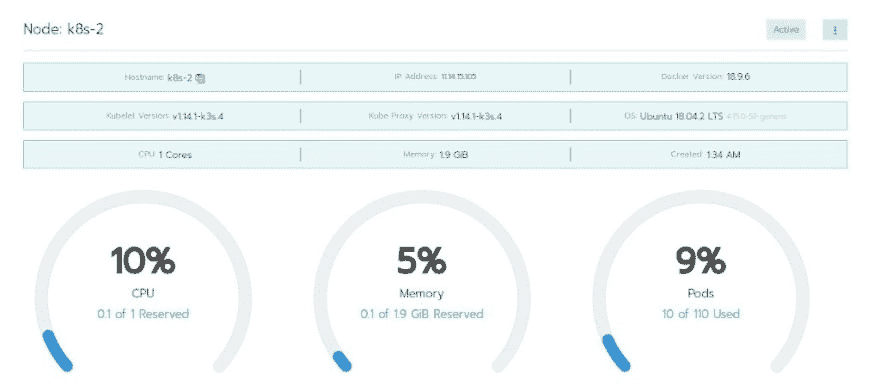 Node: k8s-2
Active
Hostname: k8s-2
IP Address: 11.14.15.105
Docker Version: 18.9.6
Kubelet Version: v1.14.1-k3s.4
Kube Proxy Version: v1.14.1-k3s.4
OS: Ubuntu 18.04.2 LTS
CPU: 1 Cores
Memory: 1.9 GiB
Created: 1:34 AM
10%
CPU
0.1 of 1 Reserved
5%
Memory
0.1 of 1.9 GiB Reserved
9%
Pods
10 of 110 Used